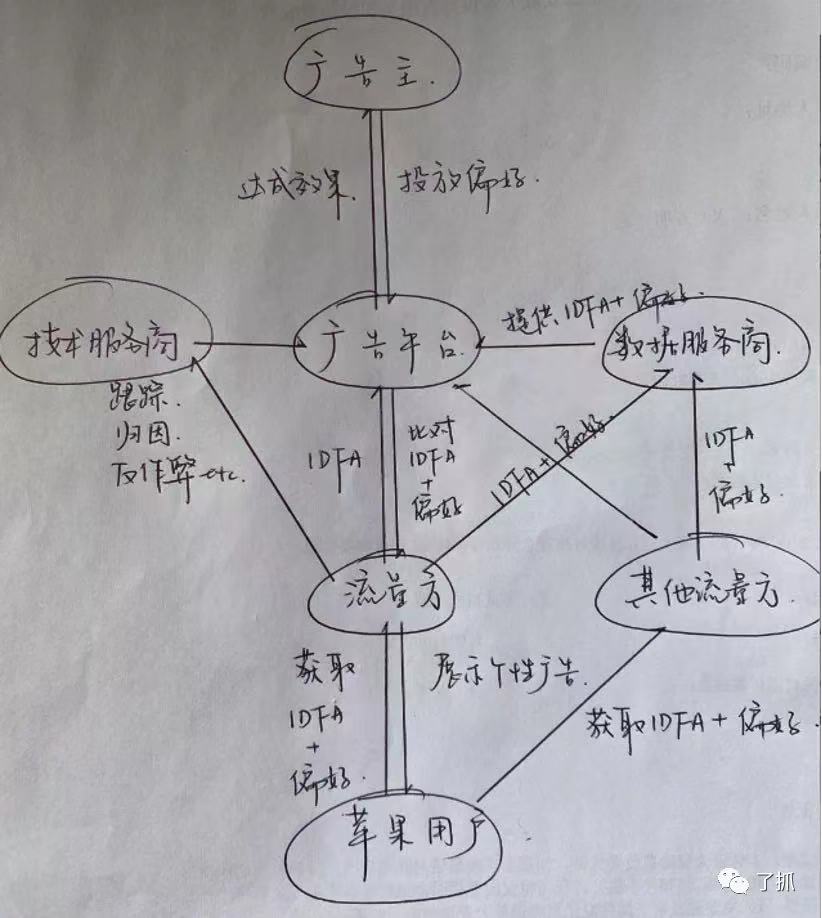 广告主.
达成效果.
投放偏好.
技术服务商
广告平台.
提供IDFA+偏好.
数据服务商.
跟踪.
归因.
反作弊etc.
IDFA
比对
IDFA
+
偏好
IDFA+偏好.
IDFA
+
偏好.
流量方
其他流量方.
获取
IDFA
+
偏好.
展示个性广告.
获取IDFA+偏好.
苹果用户.
了抓